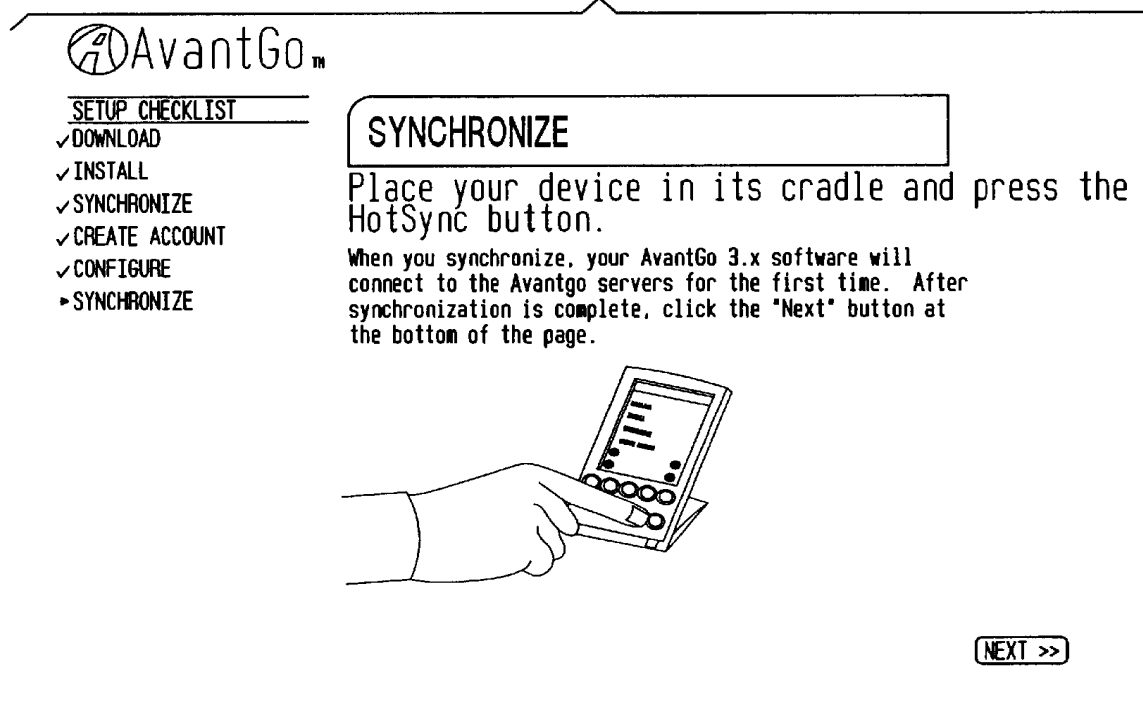 AvantGo™
SETUP CHECKLIST
✓DOWNLOAD
✓INSTALL
✓SYNCHRONIZE
✓CREATE ACCOUNT
✓CONFIGURE
▸SYNCHRONIZE
SYNCHRONIZE
Place your device in its cradle and press the
HotSync button.
When you synchronize, your AvantGo 3.x software will
connect to the Avantgo servers for the first time. After
synchronization is complete, click the "Next" button at
the bottom of the page.
NEXT >>